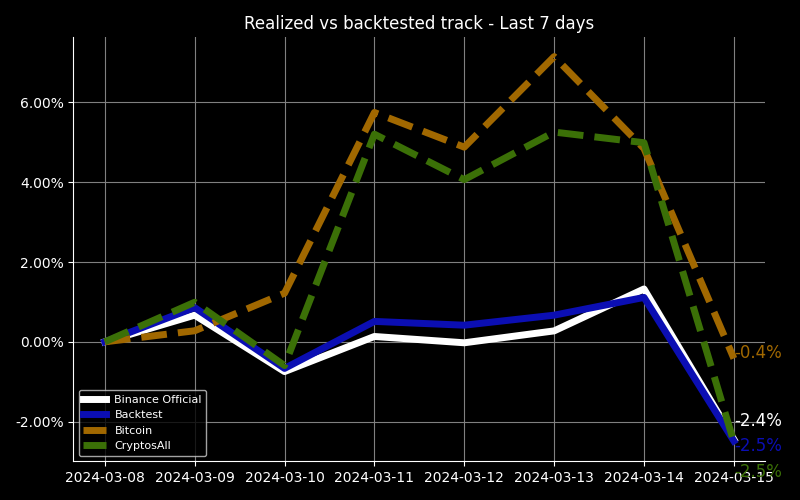 Realized vs backtested track - Last 7 days
6.00%
4.00%
2.00%
0.00%
-2.00%
-0.4%
-2.4%
-2.5%
-2.5%
Binance Official
Backtest
Bitcoin
CryptosAll
2024-03-08 2024-03-09 2024-03-10 2024-03-11 2024-03-12 2024-03-13 2024-03-14 2024-03-15